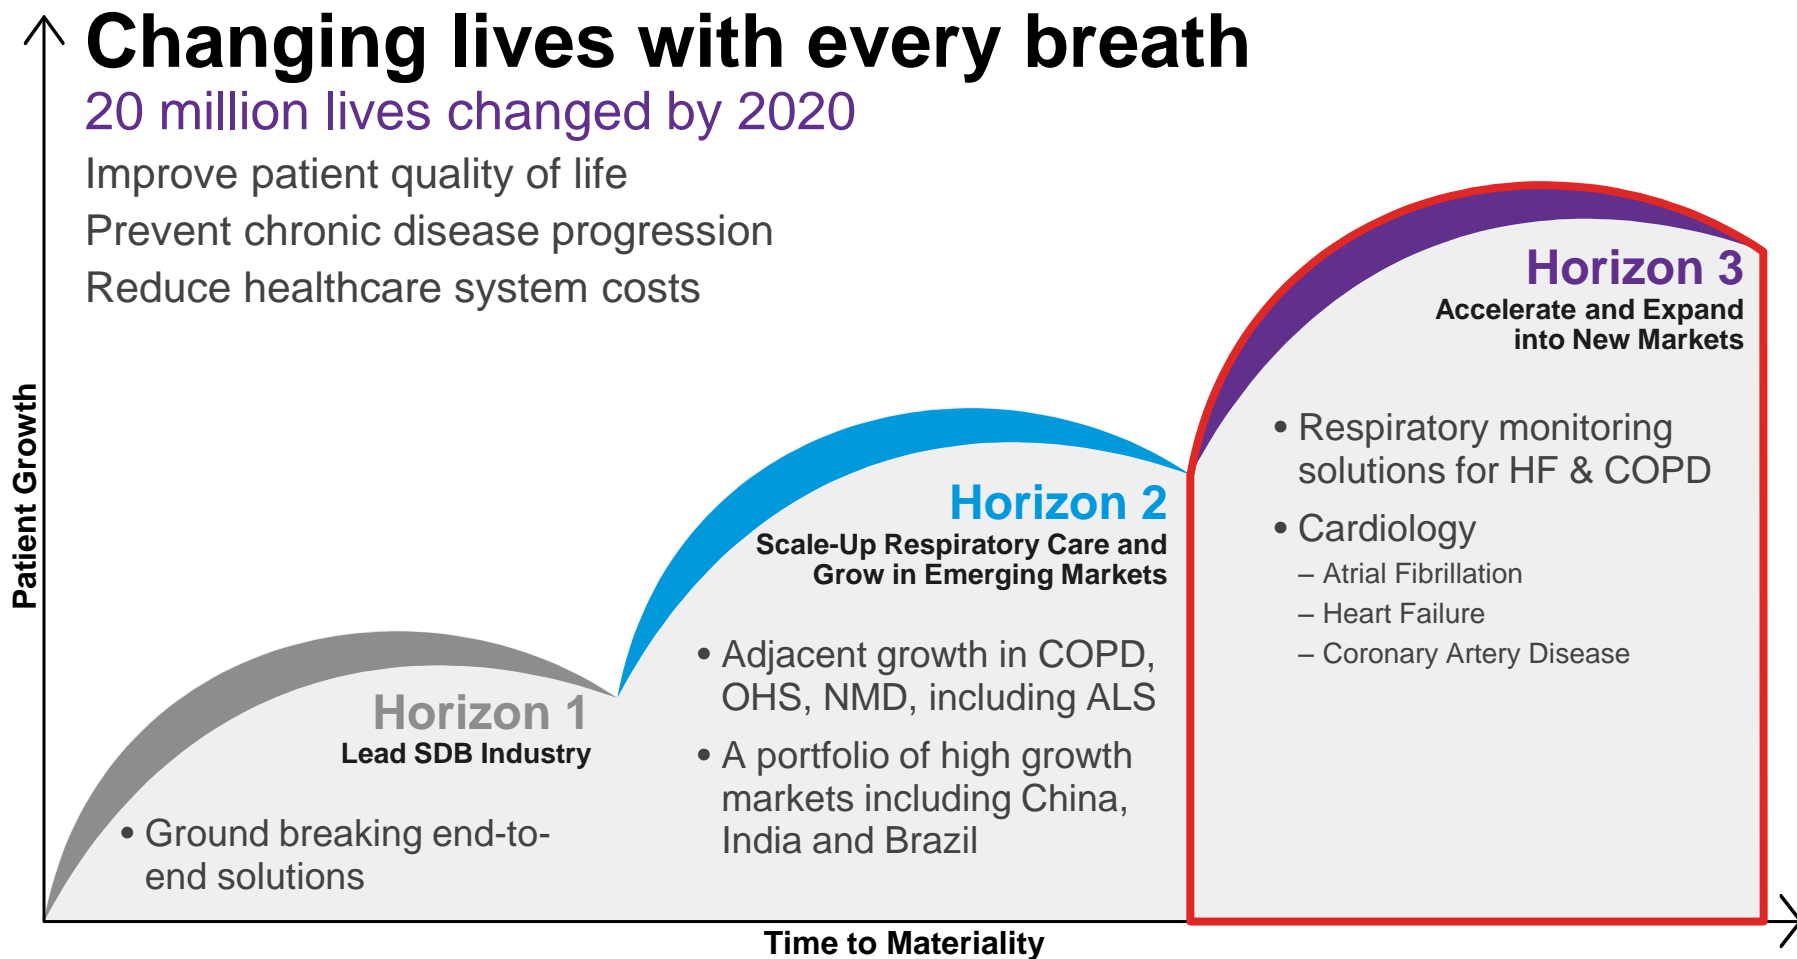 Changing lives with every breath
20 million lives changed by 2020
Improve patient quality of life
Prevent chronic disease progression
Reduce healthcare system costs
Patient Growth
Horizon 1
Lead SDB Industry
• Ground breaking end-to-
end solutions
Horizon 2
Scale-Up Respiratory Care and
Grow in Emerging Markets
• Adjacent growth in COPD,
OHS, NMD, including ALS
• A portfolio of high growth
markets including China,
India and Brazil
Horizon 3
Accelerate and Expand
into New Markets
• Respiratory monitoring
solutions for HF & COPD
• Cardiology
– Atrial Fibrillation
– Heart Failure
– Coronary Artery Disease
Time to Materiality